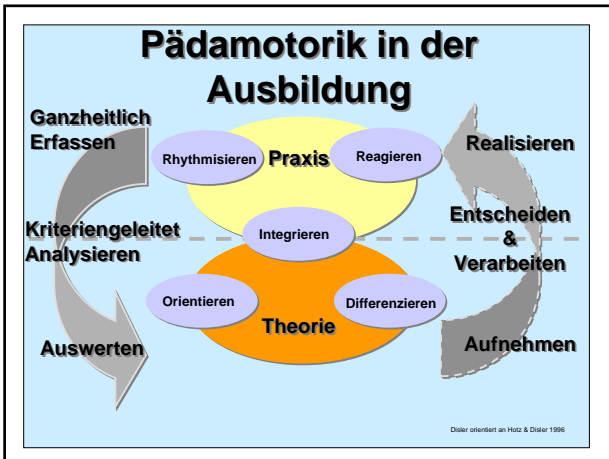 Pädamotorik in der
Ausbildung
Ganzheitlich
Erfassen
Rhythmisieren
Praxis
Reagieren
Realisieren
Kriteriengeleitet
Analysieren
Integrieren
Entscheiden
&
Verarbeiten
Orientieren
Differenzieren
Theorie
Auswerten
Aufnehmen
Disler orientiert an Hotz & Disler 1996